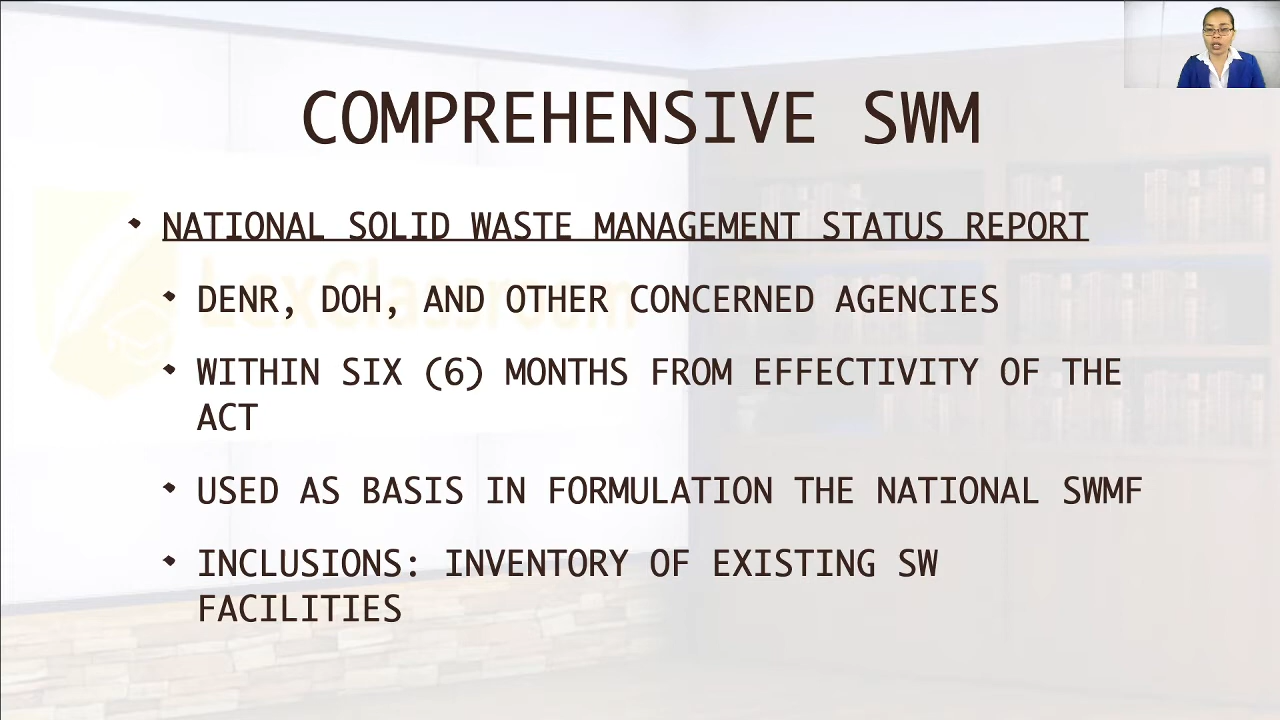 COMPREHENSIVE SWM
NATIONAL SOLID WASTE MANAGEMENT STATUS REPORT
DENR, DOH, AND OTHER CONCERNED AGENCIES
WITHIN SIX (6) MONTHS FROM EFFECTIVITY OF THE
ACT
USED AS BASIS IN FORMULATION THE NATIONAL SWMF
INCLUSIONS: INVENTORY OF EXISTING SW
FACILITIES
LexClassroom